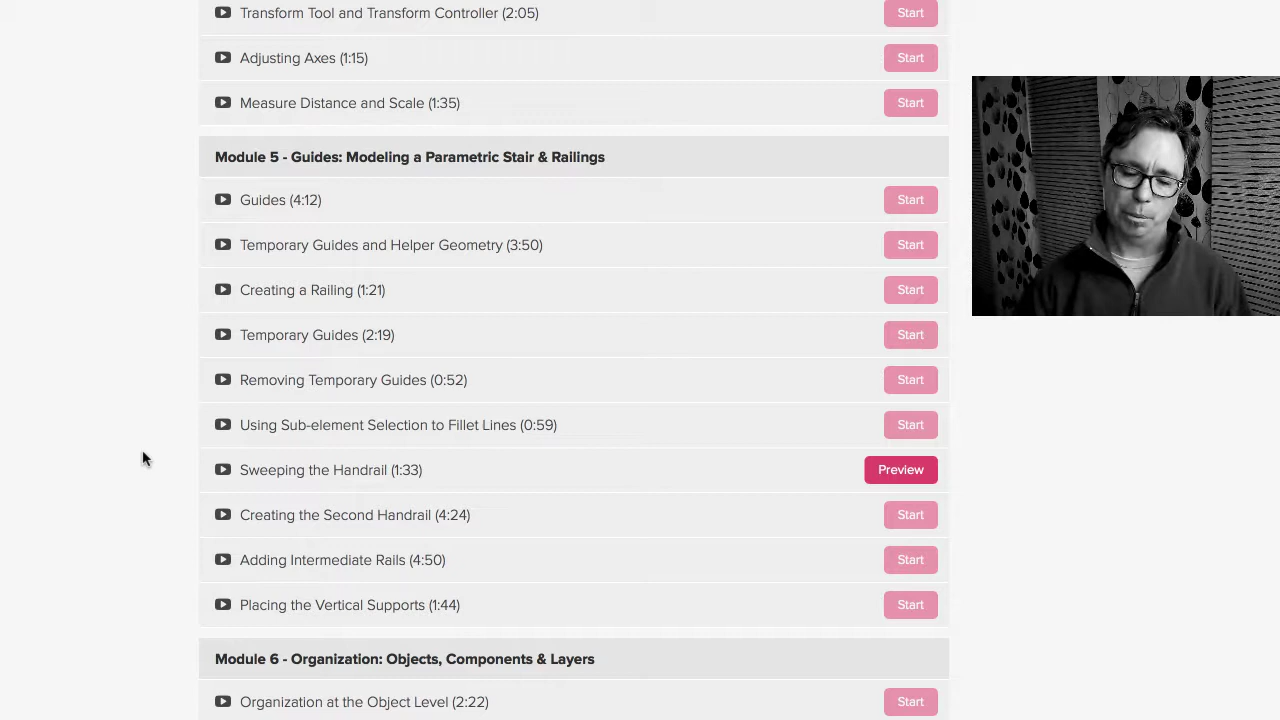 Transform Tool and Transform Controller (2:05) Start
Adjusting Axes (1:15) Start
Measure Distance and Scale (1:35) Start
Module 5 - Guides: Modeling a Parametric Stair & Railings
Guides (4:12) Start
Temporary Guides and Helper Geometry (3:50) Start
Creating a Railing (1:21) Start
Temporary Guides (2:19) Start
Removing Temporary Guides (0:52) Start
Using Sub-element Selection to Fillet Lines (0:59) Start
Sweeping the Handrail (1:33) Preview
Creating the Second Handrail (4:24) Start
Adding Intermediate Rails (4:50) Start
Placing the Vertical Supports (1:44) Start
Module 6 - Organization: Objects, Components & Layers
Organization at the Object Level (2:22) Start